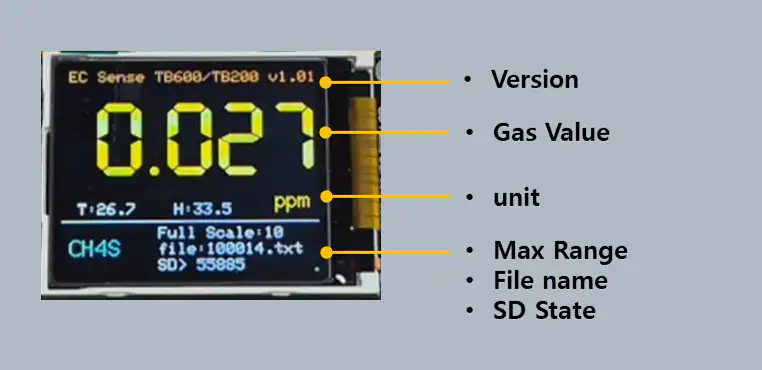 EC Sense TB600/TB200 v1.01
0.027
ppm
T:26.7 H:33.5
CH4S
Full Scale:10
file:100014.txt
SD> 55885
• Version
• Gas Value
• unit
• Max Range
• File name
• SD State